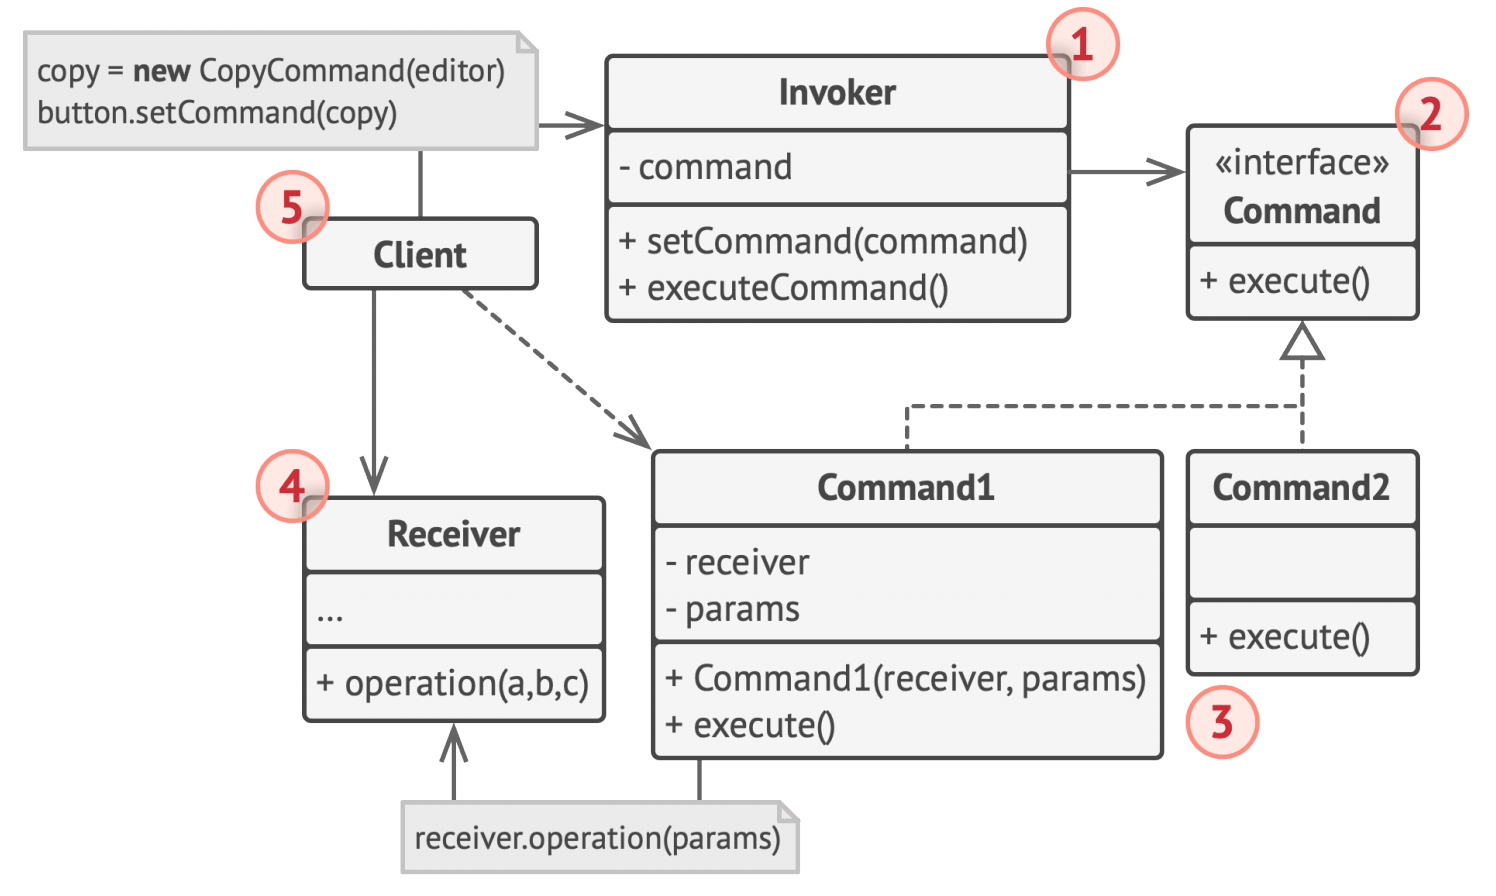 copy = new CopyCommand(editor)
button.setCommand(copy)
1
Invoker
- command
+ setCommand(command)
+ executeCommand()
2
«interface»
Command
+ execute()
5
Client
4
Receiver
...
+ operation(a,b,c)
Command1
- receiver
- params
+ Command1(receiver, params)
+ execute()
Command2
+ execute()
3
receiver.operation(params)